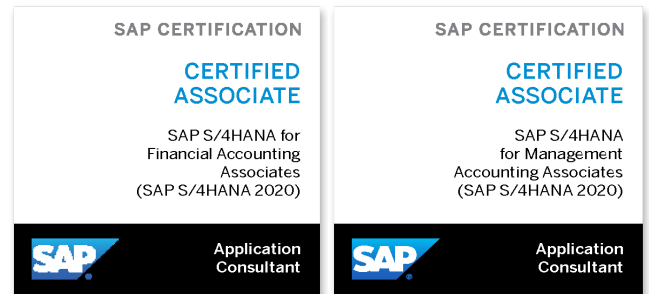 SAP CERTIFICATION
CERTIFIED
ASSOCIATE
SAP S/4HANA for
Financial Accounting
Associates
(SAP S/4HANA 2020)
SAP®
Application
Consultant
SAP CERTIFICATION
CERTIFIED
ASSOCIATE
SAP S/4HANA
for Management
Accounting Associates
(SAP S/4HANA 2020)
SAP®
Application
Consultant